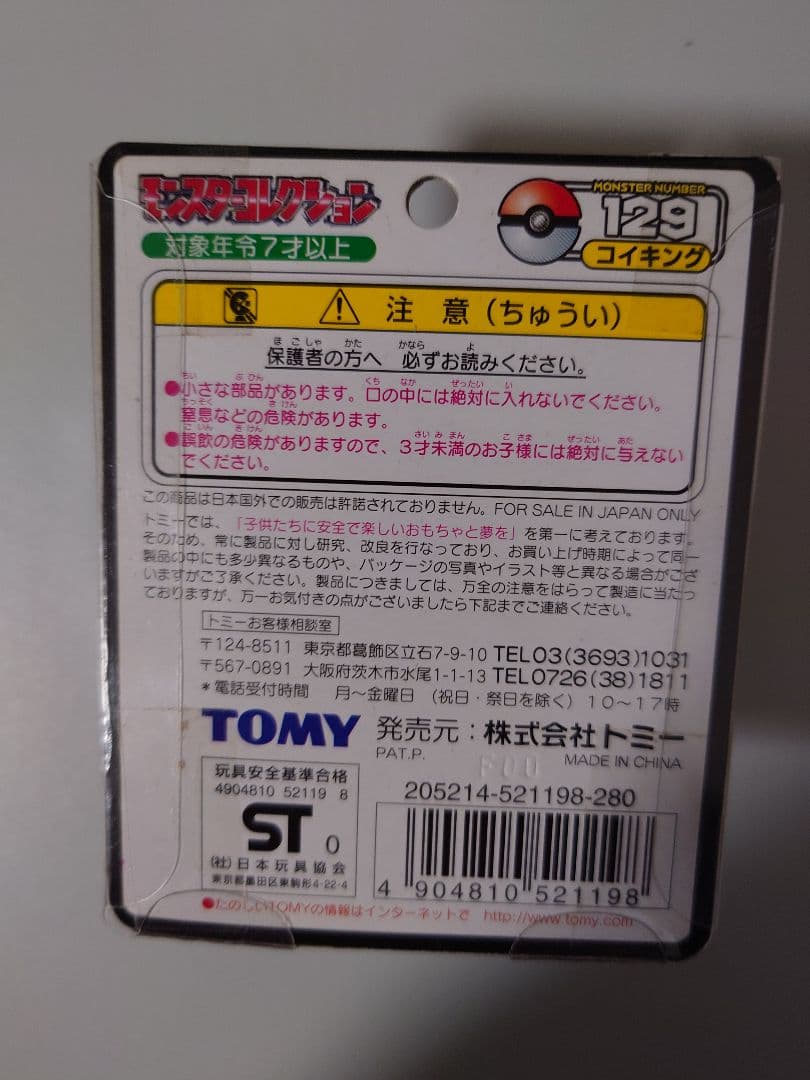 モンスターコレクション
対象年令7才以上
MONSTER NUMBER
129
コイキング
注 意 (ちゅうい)
保護者の方へ 必ずお読みください。
●小さな部品があります。口の中には絶対に入れないでください。
窒息などの危険があります。
●誤飲の危険がありますので、3才未満のお子様には絶対に与えない
でください。
この商品は日本国外での販売は許諾されておりません。FOR SALE IN JAPAN ONLY
トミーでは、「子供たちに安全で楽しいおもちゃと夢を」を第一に考えております。
そのため、常に製品に対し研究、改良を行なっており、お買い上げ時期によって同一
製品の中にも多少異なるものや、パッケージの写真やイラスト等と異なる場合がござ
いますがご了承ください。製品につきましては、万全の注意をはらって製造に当たっ
ておりますが、万一お気付きの点がございましたら下記までご連絡ください。
トミーお客様相談室
〒124-8511 東京都葛飾区立石7-9-10 TEL03(3693)1031
〒567-0891 大阪府茨木市水尾1-1-13 TEL0726(38)1811
*電話受付時間 月~金曜日 (祝日・祭日を除く) 10~17時
TOMY 発売元:株式会社トミー
PAT.P. MADE IN CHINA
玩具安全基準合格
4904810 52119 8
ST 0
(社)日本玩具協会
東京都墨田区東駒形4-22-4
205214-521198-280
4 904810 521198
●たのしいTOMYの情報はインターネットで http://www.tomy.com